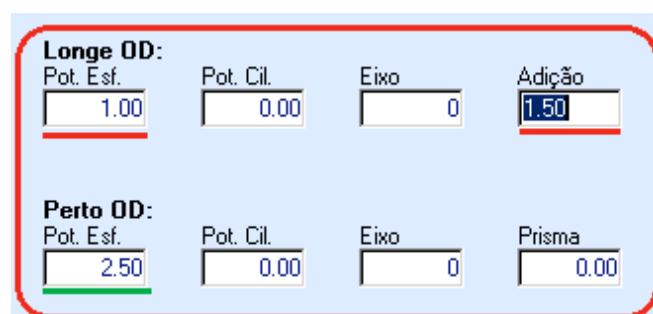 Longe OD:
Pot. Esf. Pot. Cil. Eixo Adição
1.00 0.00 0 1.50
Perto OD:
Pot. Esf. Pot. Cil. Eixo Prisma
2.50 0.00 0 0.00